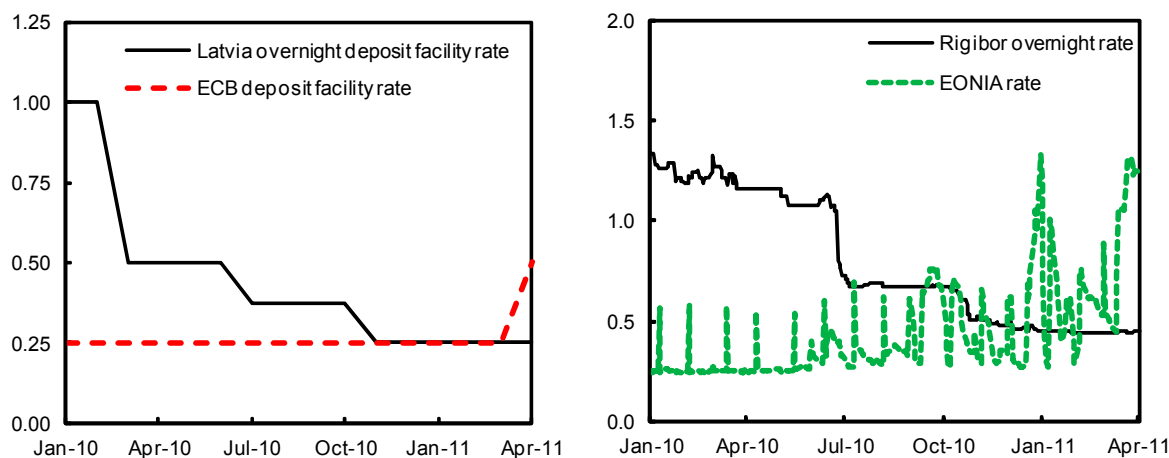 1.25
1.00
0.75
0.50
0.25
0.00
Latvia overnight deposit facility rate
ECB deposit facility rate
Jan-10 Apr-10 Jul-10 Oct-10 Jan-11 Apr-11
2.0
1.5
1.0
0.5
0.0
Rigibor overnight rate
EONIA rate
Jan-10 Apr-10 Jul-10 Oct-10 Jan-11 Apr-11